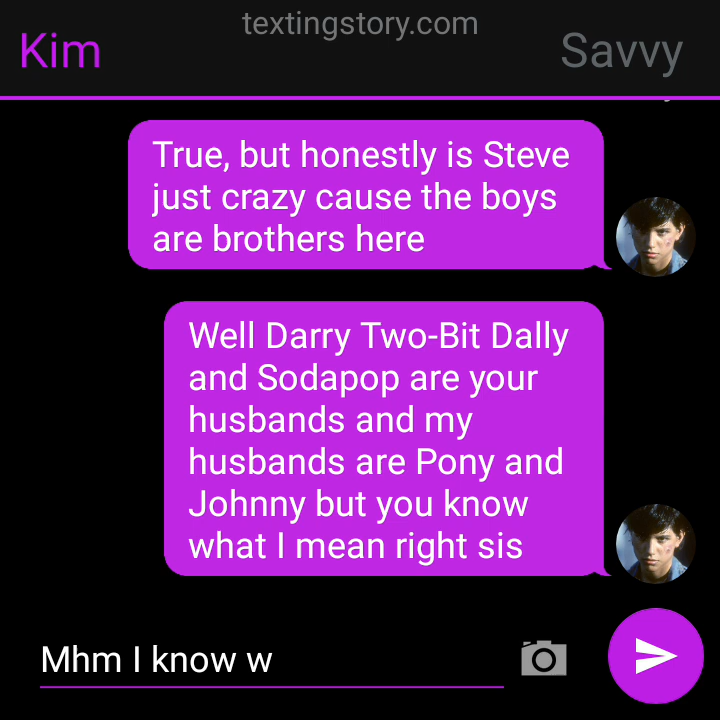 textingstory.com
Kim
Savvy
True, but honestly is Steve
just crazy cause the boys
are brothers here
Well Darry Two-Bit Dally
and Sodapop are your
husbands and my
husbands are Pony and
Johnny but you know
what I mean right sis
Mhm I know w